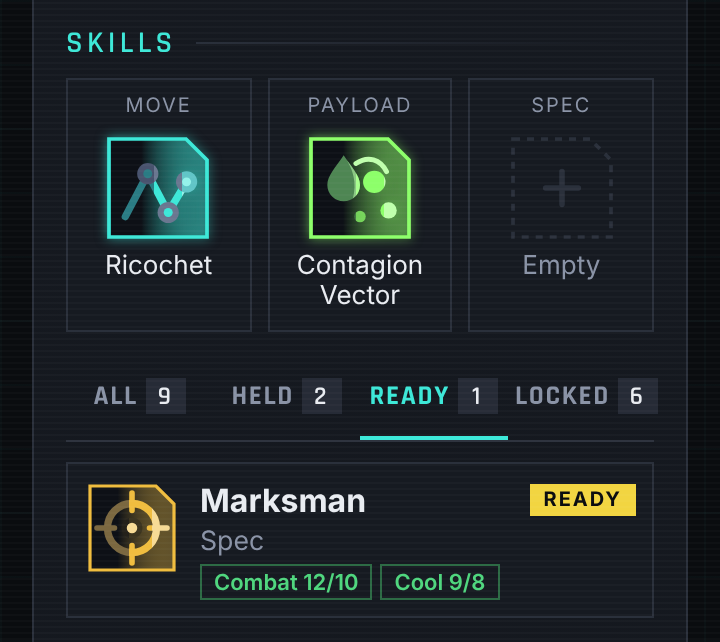 SKILLS
MOVE
Ricochet
PAYLOAD
Contagion
Vector
SPEC
Empty
ALL 9 HELD 2 READY 1 LOCKED 6
Marksman
READY
Spec
Combat 12/10 Cool 9/8